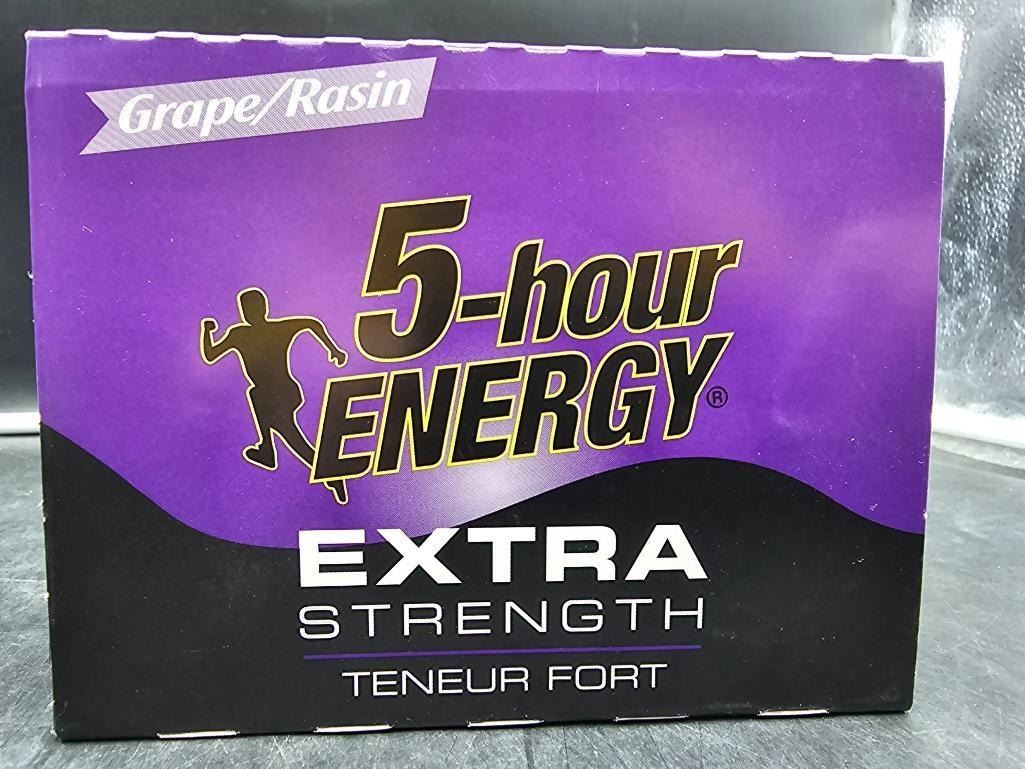 Grape/Rasin
5-hour
ENERGY®
EXTRA
STRENGTH
TENEUR FORT